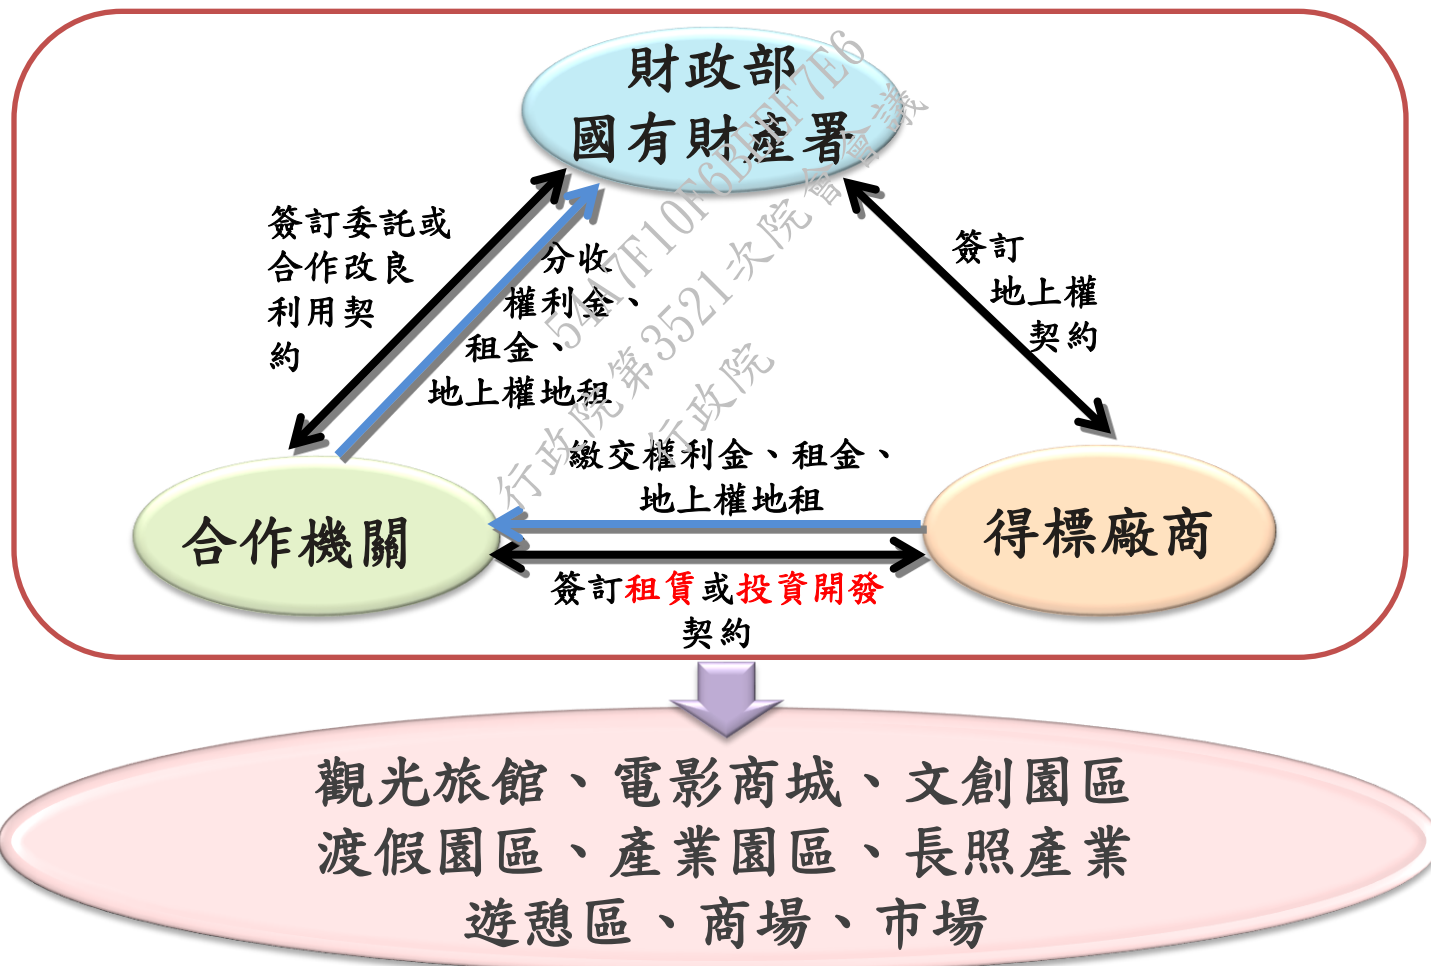 財政部
國有財產署
簽訂委託或
合作改良
利用契
約
分收
權利金、
租金、
地上權地租
簽訂
地上權
契約
繳交權利金、租金、
地上權地租
合作機關
得標廠商
簽訂租賃或投資開發
契約
觀光旅館、電影商城、文創園區
渡假園區、產業園區、長照產業
遊憩區、商場、市場
54A7F10F6BEEF7E6
行政院第3521次院會會議
行政院